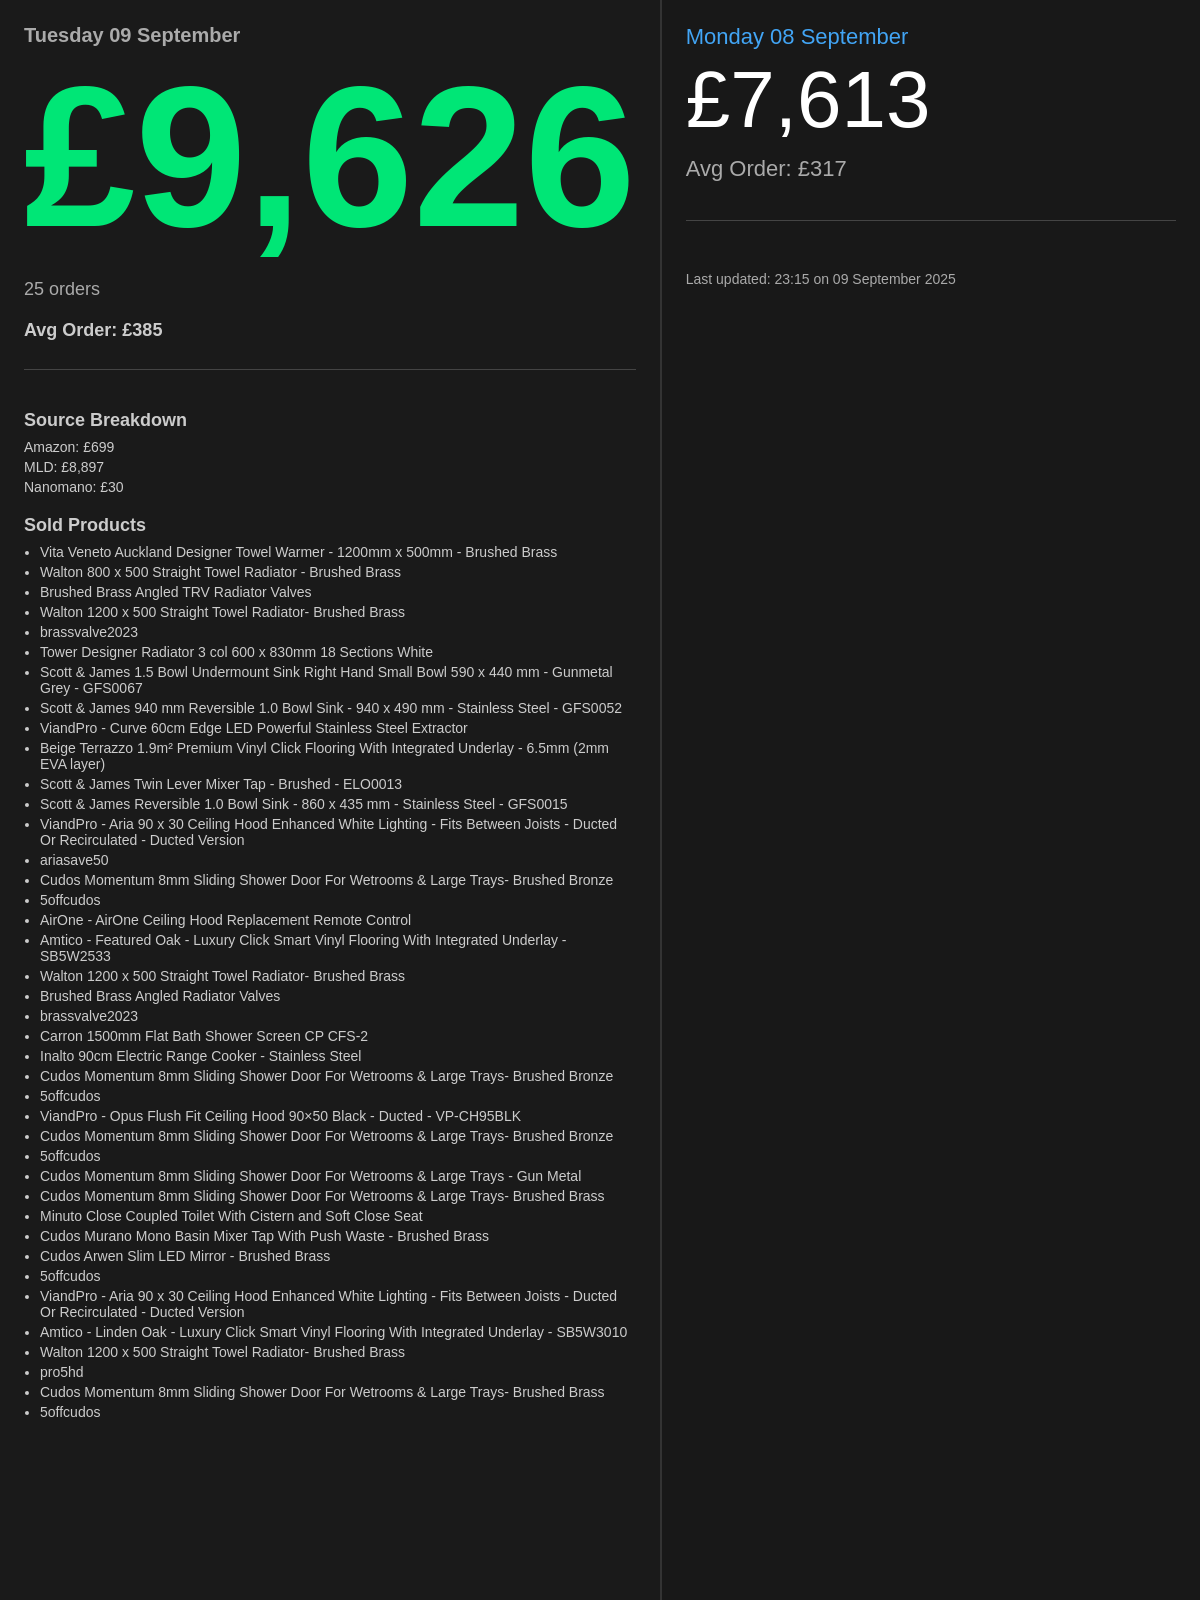 Tuesday 09 September
£9,626
25 orders
Avg Order: £385
Source Breakdown
Amazon: £699
MLD: £8,897
Nanomano: £30
Sold Products
Vita Veneto Auckland Designer Towel Warmer - 1200mm x 500mm - Brushed Brass
Walton 800 x 500 Straight Towel Radiator - Brushed Brass
Brushed Brass Angled TRV Radiator Valves
Walton 1200 x 500 Straight Towel Radiator- Brushed Brass
brassvalve2023
Tower Designer Radiator 3 col 600 x 830mm 18 Sections White
Scott & James 1.5 Bowl Undermount Sink Right Hand Small Bowl 590 x 440 mm - Gunmetal
Grey - GFS0067
Scott & James 940 mm Reversible 1.0 Bowl Sink - 940 x 490 mm - Stainless Steel - GFS0052
ViandPro - Curve 60cm Edge LED Powerful Stainless Steel Extractor
Beige Terrazzo 1.9m² Premium Vinyl Click Flooring With Integrated Underlay - 6.5mm (2mm
EVA layer)
Scott & James Twin Lever Mixer Tap - Brushed - ELO0013
Scott & James Reversible 1.0 Bowl Sink - 860 x 435 mm - Stainless Steel - GFS0015
ViandPro - Aria 90 x 30 Ceiling Hood Enhanced White Lighting - Fits Between Joists - Ducted
Or Recirculated - Ducted Version
ariasave50
Cudos Momentum 8mm Sliding Shower Door For Wetrooms & Large Trays- Brushed Bronze
5offcudos
AirOne - AirOne Ceiling Hood Replacement Remote Control
Amtico - Featured Oak - Luxury Click Smart Vinyl Flooring With Integrated Underlay -
SB5W2533
Walton 1200 x 500 Straight Towel Radiator- Brushed Brass
Brushed Brass Angled Radiator Valves
brassvalve2023
Carron 1500mm Flat Bath Shower Screen CP CFS-2
Inalto 90cm Electric Range Cooker - Stainless Steel
Cudos Momentum 8mm Sliding Shower Door For Wetrooms & Large Trays- Brushed Bronze
5offcudos
ViandPro - Opus Flush Fit Ceiling Hood 90×50 Black - Ducted - VP-CH95BLK
Cudos Momentum 8mm Sliding Shower Door For Wetrooms & Large Trays- Brushed Bronze
5offcudos
Cudos Momentum 8mm Sliding Shower Door For Wetrooms & Large Trays - Gun Metal
Cudos Momentum 8mm Sliding Shower Door For Wetrooms & Large Trays- Brushed Brass
Minuto Close Coupled Toilet With Cistern and Soft Close Seat
Cudos Murano Mono Basin Mixer Tap With Push Waste - Brushed Brass
Cudos Arwen Slim LED Mirror - Brushed Brass
5offcudos
ViandPro - Aria 90 x 30 Ceiling Hood Enhanced White Lighting - Fits Between Joists - Ducted
Or Recirculated - Ducted Version
Amtico - Linden Oak - Luxury Click Smart Vinyl Flooring With Integrated Underlay - SB5W3010
Walton 1200 x 500 Straight Towel Radiator- Brushed Brass
pro5hd
Cudos Momentum 8mm Sliding Shower Door For Wetrooms & Large Trays- Brushed Brass
5offcudos
Monday 08 September
£7,613
Avg Order: £317
Last updated: 23:15 on 09 September 2025